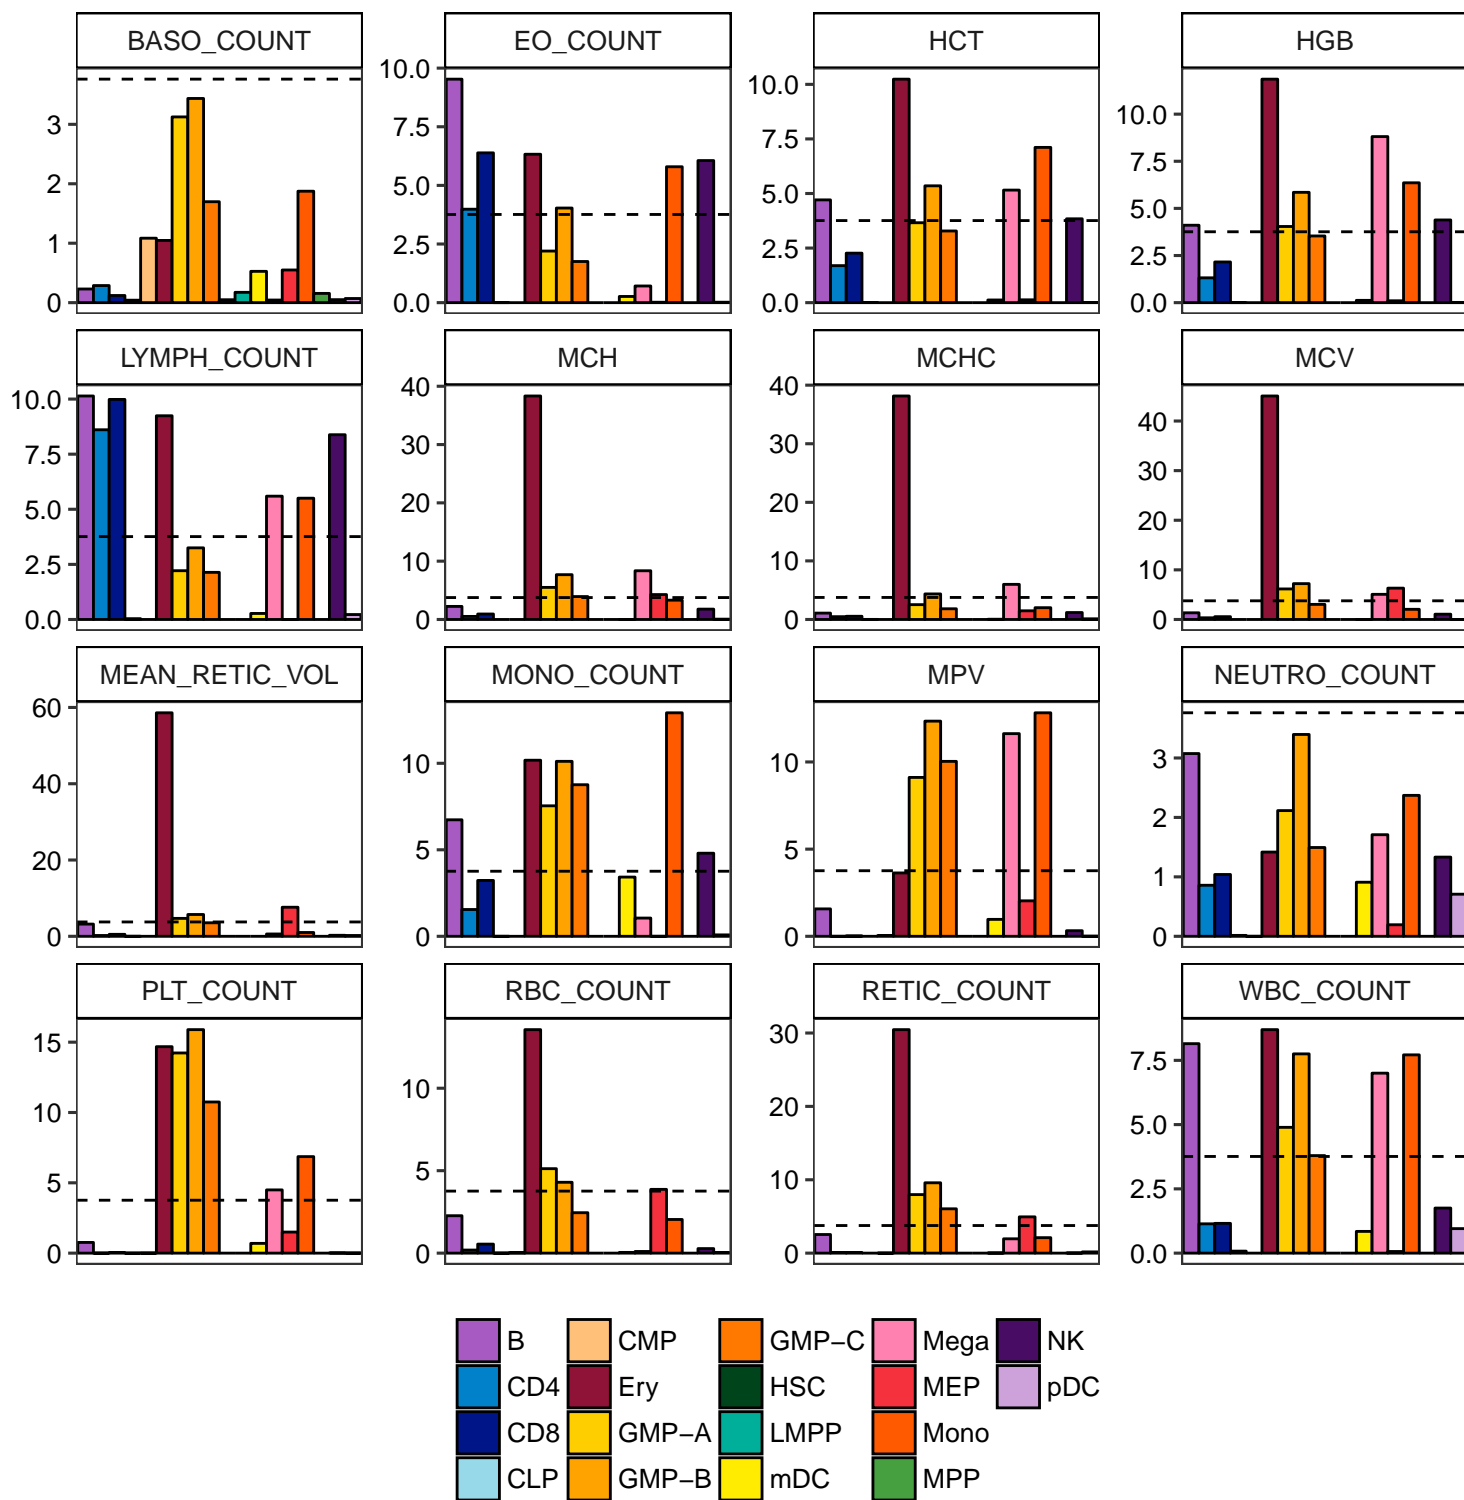 BASO_COUNT EO_COUNT HCT HGB
3 2 1 0
10.0 7.5 5.0 2.5 0.0
10.0 7.5 5.0 2.5 0.0
10.0 7.5 5.0 2.5 0.0
LYMPH_COUNT MCH MCHC MCV
10.0 7.5 5.0 2.5 0.0
40 30 20 10 0
40 30 20 10 0
40 30 20 10 0
MEAN_RETIC_VOL MONO_COUNT MPV NEUTRO_COUNT
60 40 20 0
10 5 0
10 5 0
3 2 1 0
PLT_COUNT RBC_COUNT RETIC_COUNT WBC_COUNT
15 10 5 0
10 5 0
30 20 10 0
7.5 5.0 2.5 0.0
B CMP GMP−C Mega NK
CD4 Ery HSC MEP pDC
CD8 GMP−A LMPP Mono
CLP GMP−B mDC MPP